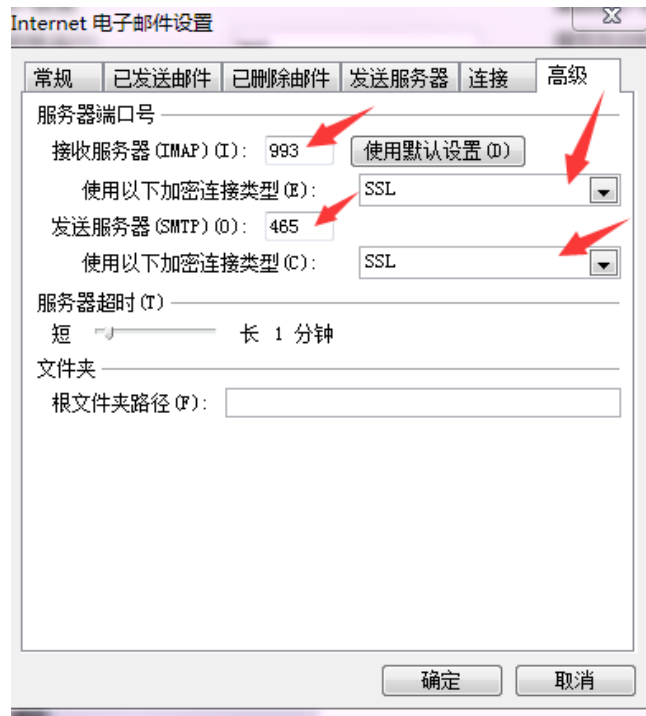 Internet 电子邮件设置
常规 已发送邮件 已删除邮件 发送服务器 连接 高级
服务器端口号
接收服务器(IMAP)(I): 993 使用默认设置(D)
使用以下加密连接类型(E): SSL
发送服务器(SMTP)(O): 465
使用以下加密连接类型(C): SSL
服务器超时(T)
短 长 1 分钟
文件夹
根文件夹路径(F):
确定 取消